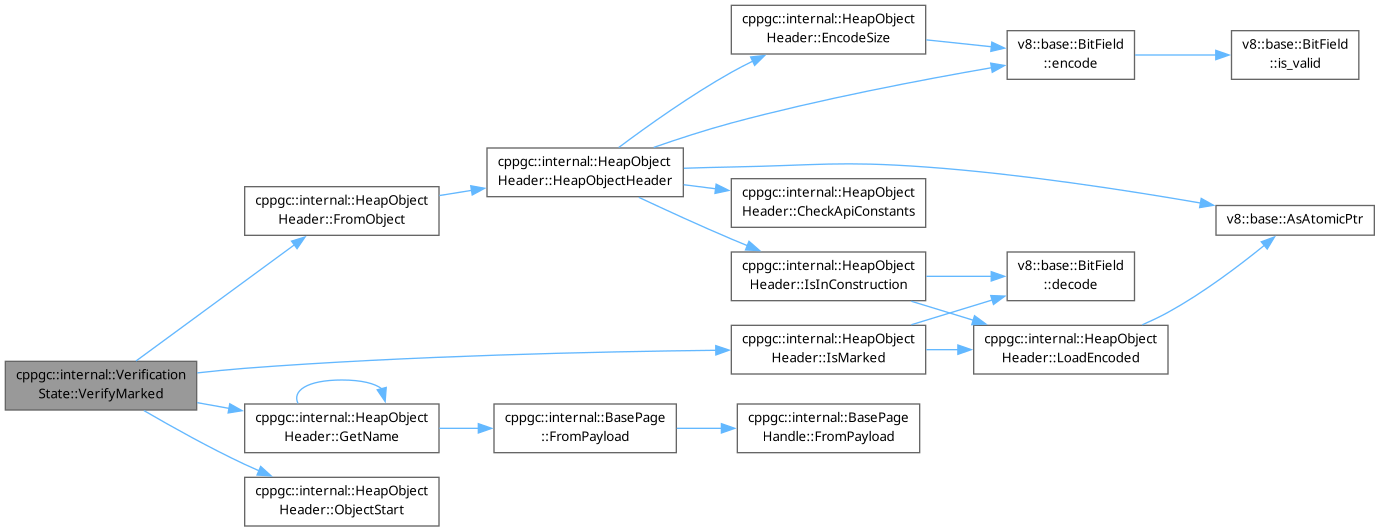 cppgc::internal::HeapObject
Header::EncodeSize
v8::base::BitField
::encode
v8::base::BitField
::is_valid
cppgc::internal::HeapObject
Header::HeapObjectHeader
cppgc::internal::HeapObject
Header::FromObject
cppgc::internal::HeapObject
Header::CheckApiConstants
v8::base::AsAtomicPtr
cppgc::internal::HeapObject
Header::IsInConstruction
v8::base::BitField
::decode
cppgc::internal::HeapObject
Header::IsMarked
cppgc::internal::HeapObject
Header::LoadEncoded
cppgc::internal::Verification
State::VerifyMarked
cppgc::internal::HeapObject
Header::GetName
cppgc::internal::BasePage
::FromPayload
cppgc::internal::BasePage
Handle::FromPayload
cppgc::internal::HeapObject
Header::ObjectStart